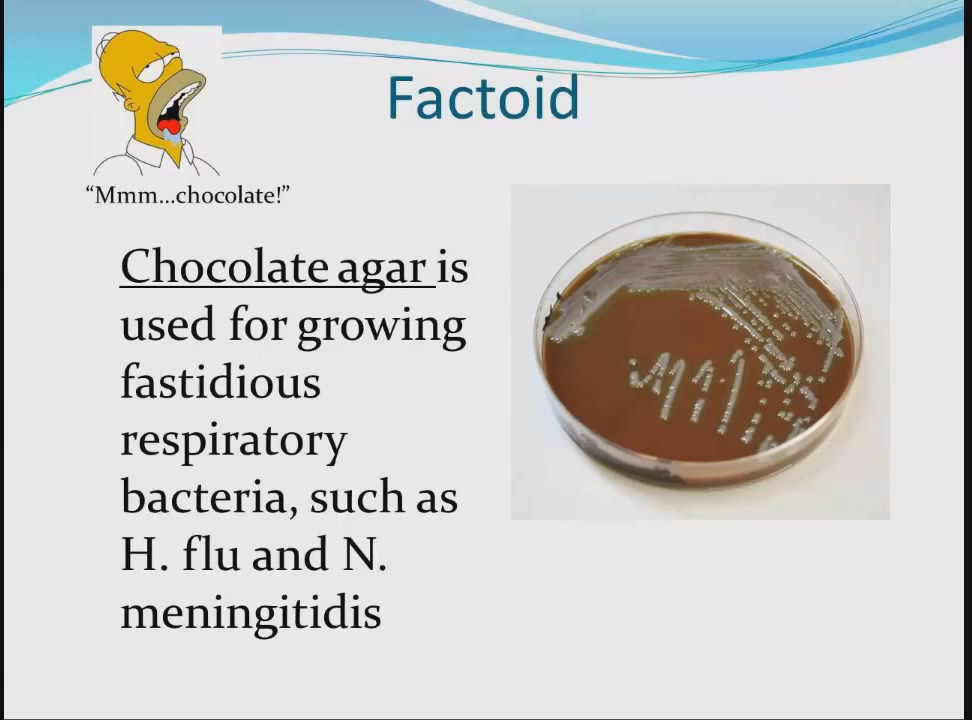 Factoid
“Mmm...chocolate!”
Chocolate agar is
used for growing
fastidious
respiratory
bacteria, such as
H. flu and N.
meningitidis